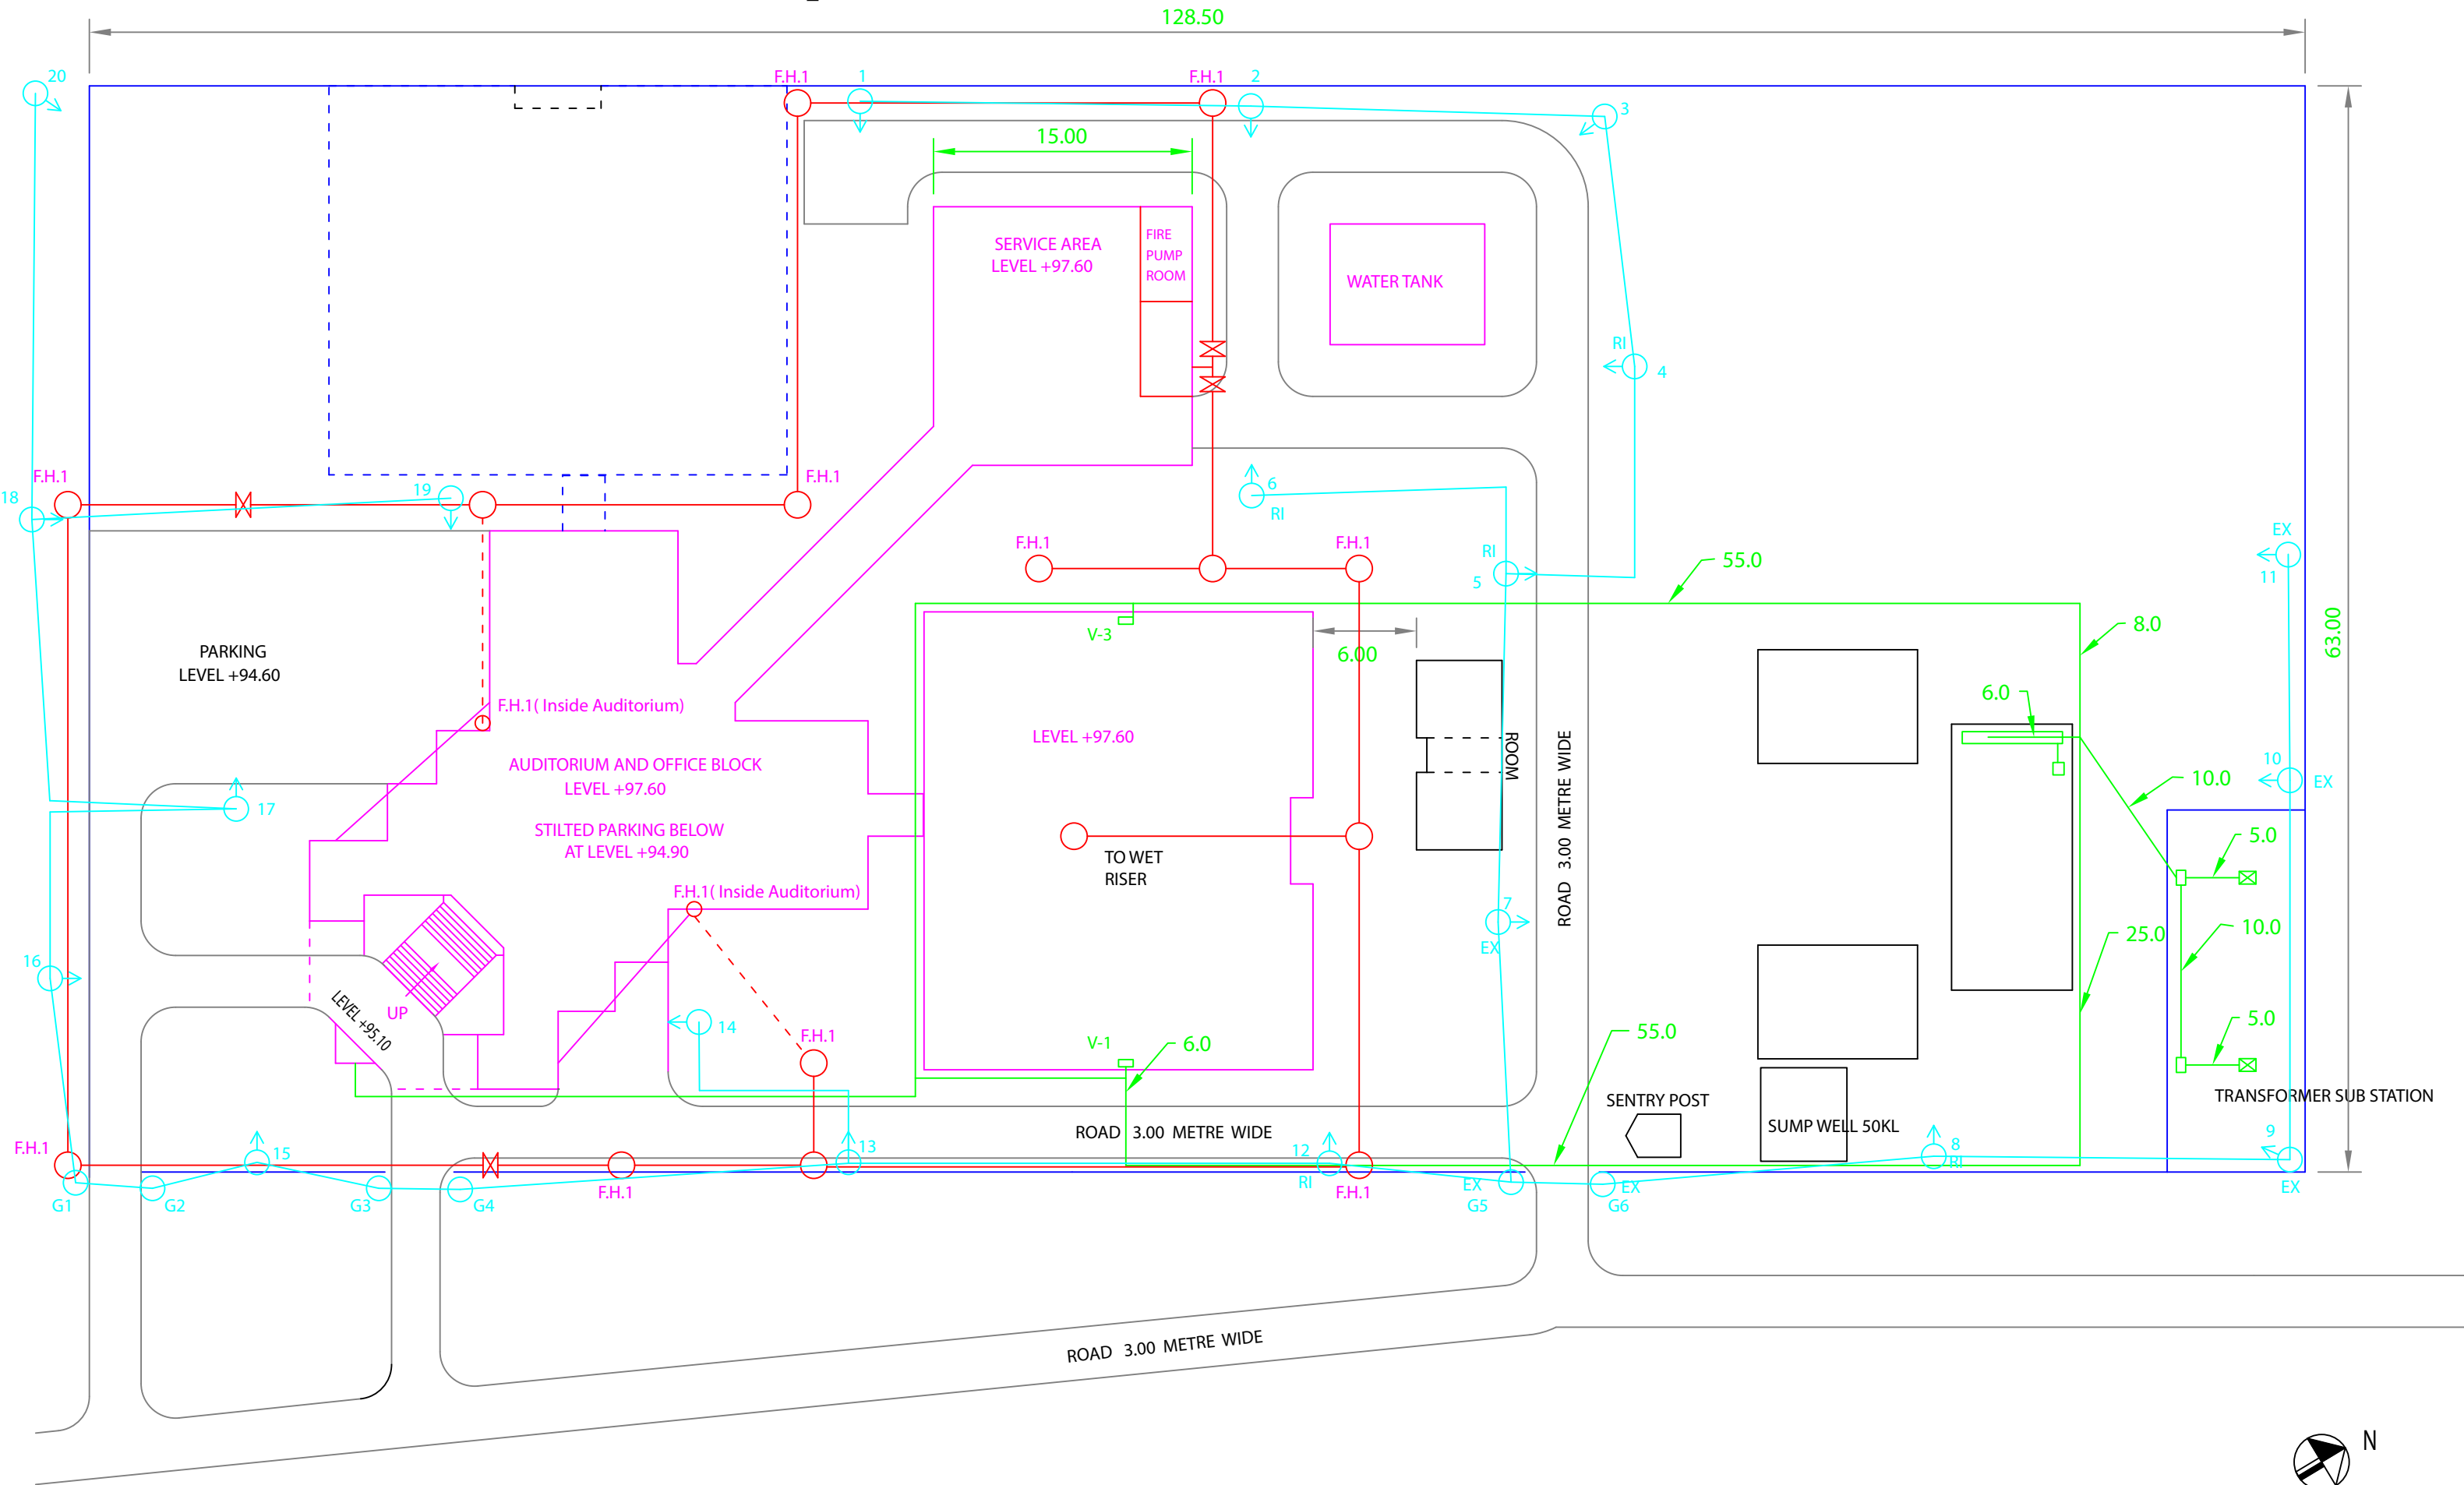 128.50
20
F.H.1
1
F.H.1
2
3
15.00
SERVICE AREA
LEVEL +97.60
FIRE
PUMP
ROOM
WATER TANK
RI
4
F.H.1
18
19
F.H.1
6
RI
F.H.1
F.H.1
RI
5
55.0
EX
11
8.0
63.00
V-3
6.00
PARKING
LEVEL +94.60
F.H.1( Inside Auditorium)
6.0
LEVEL +97.60
ROOM
ROAD 3.00 METRE WIDE
AUDITORIUM AND OFFICE BLOCK
LEVEL +97.60
10
EX
10.0
17
STILTED PARKING BELOW
AT LEVEL +94.90
5.0
TO WET
RISER
F.H.1( Inside Auditorium)
7
EX
10.0
25.0
16
LEVEL +95.10
UP
14
F.H.1
V-1
6.0
55.0
5.0
SENTRY POST
TRANSFORMER SUB STATION
SUMP WELL 50KL
ROAD 3.00 METRE WIDE
F.H.1
15
13
12
RI
8
RI
9
EX
F.H.1
F.H.1
EX
EX
G1
G2
G3
G4
G5
G6
ROAD 3.00 METRE WIDE
N